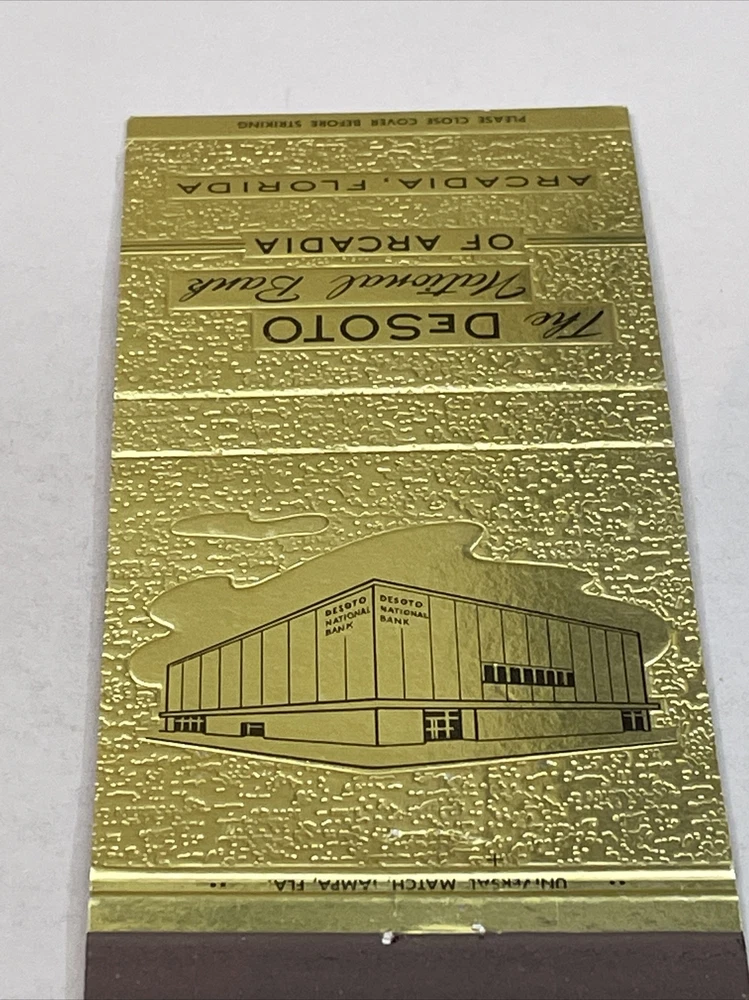 PLEASE CLOSE COVER BEFORE STRIKING
The DESOTO
National Bank
OF ARCADIA
ARCADIA, FLORIDA
DESOTO
NATIONAL
BANK
DESOTO
NATIONAL
BANK
UNIVERSAL MATCH, TAMPA, FLA.